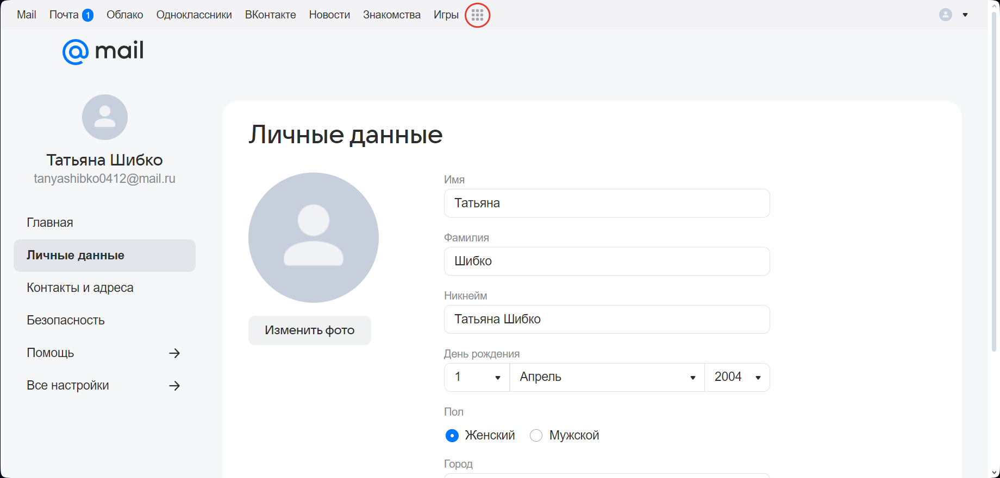 Mail Почта 1 Облако Одноклассники ВКонтакте Новости Знакомства Игры
mail
Татьяна Шибко
tanyashibko0412@mail.ru
Главная
Личные данные
Контакты и адреса
Безопасность
Помощь
Все настройки
Личные данные
Изменить фото
Имя
Татьяна
Фамилия
Шибко
Никнейм
Татьяна Шибко
День рождения
1 Апрель 2004
Пол
Женский Мужской
Город